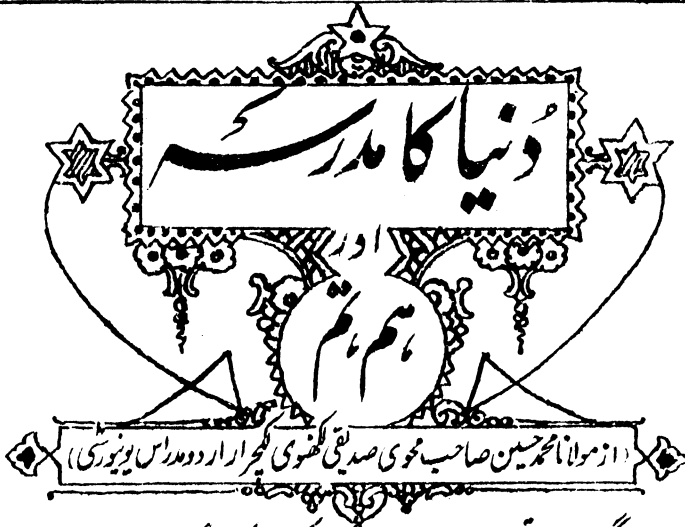 دُنیا کا مدرسہ
اور
ہم تم
(از مولانا محمد حسین صاحب محوی صدیقی لکھنوی لکچرار اردو مدراس یونیورسٹی)